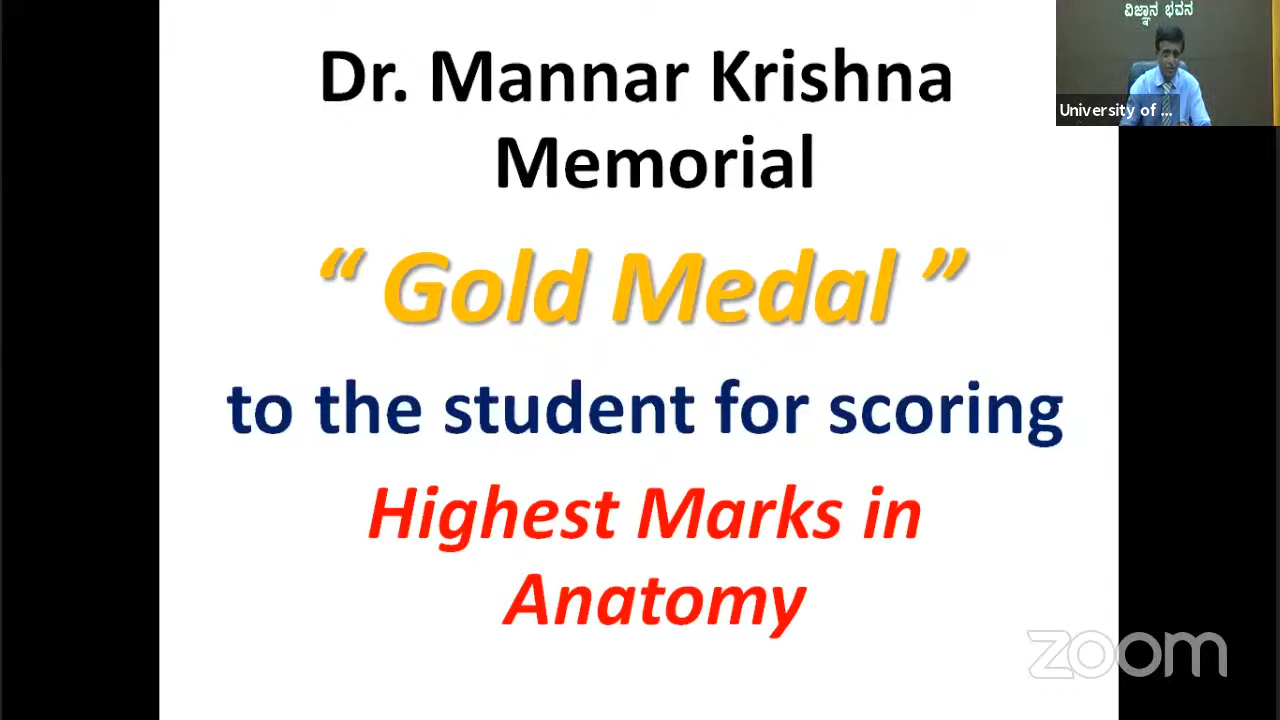 ವಿಜ್ಞಾನ ಭವನ
University of ...
Dr. Mannar Krishna
Memorial
“ Gold Medal ”
to the student for scoring
Highest Marks in
Anatomy
zoom